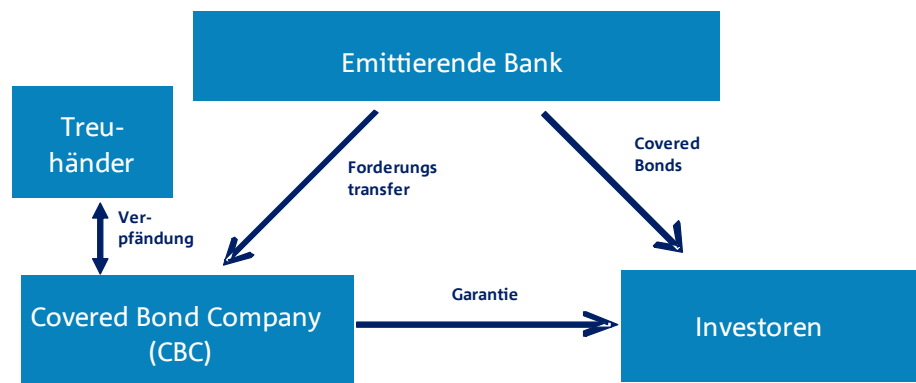 Emittierende Bank
Treu-
händer
Covered
Bonds
Forderungs
transfer
Ver-
pfändung
Garantie
Covered Bond Company
(CBC)
Investoren